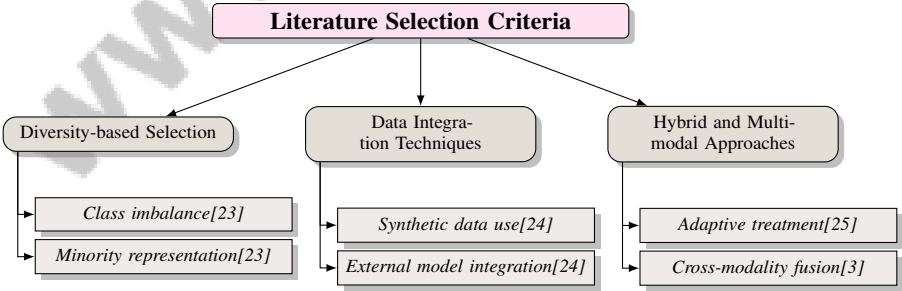 Literature Selection Criteria
Diversity-based Selection
Class imbalance[23]
Minority representation[23]
Data Integra-
tion Techniques
Synthetic data use[24]
External model integration[24]
Hybrid and Multi-
modal Approaches
Adaptive treatment[25]
Cross-modality fusion[3]